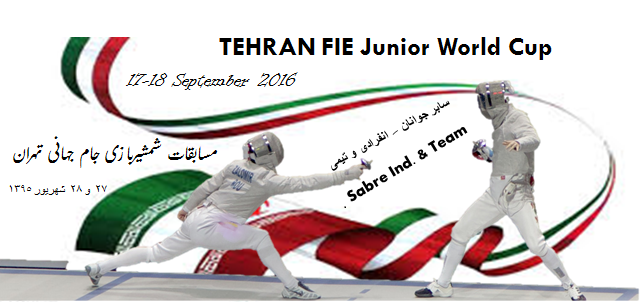 TEHRAN FIE Junior World Cup
17-18 September 2016
سابر جوانان - انفرادی و تیمی
Sabre Ind. & Team .
مسابقات شمشیربازی جام جهانی تهران
۲۷ و ۲۸ شهریور ۱۳۹۵